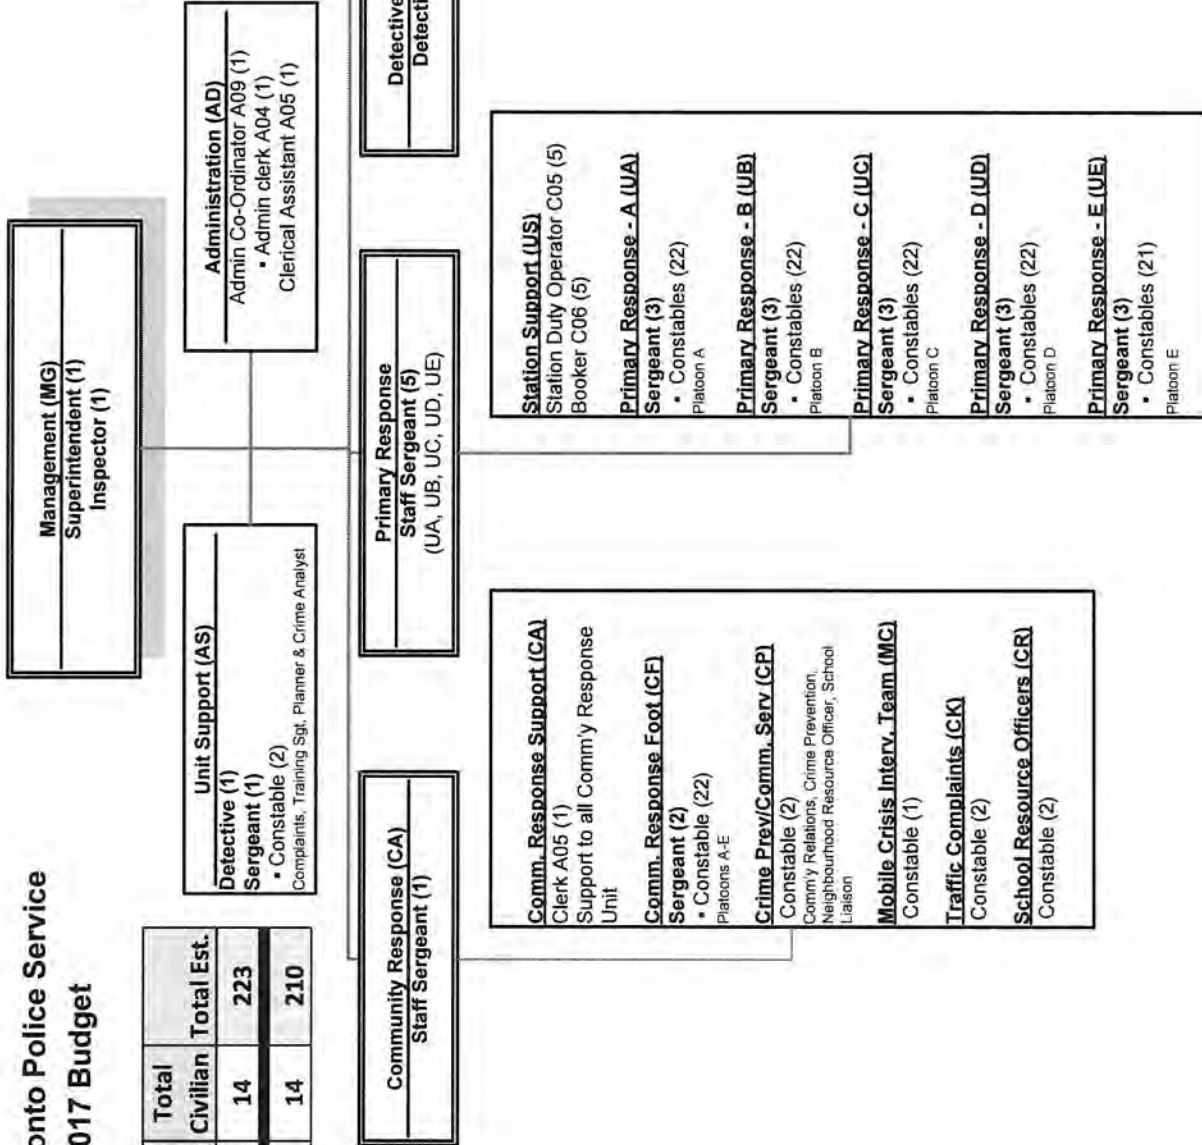 onto Police Service
017 Budget
Total
Civilian Total Est.
14 223
14 210
Management (MG)
Superintendent (1)
Inspector (1)
Unit Support (AS)
Detective (1)
Sergeant (1)
• Constable (2)
Complaints, Training Sgt, Planner & Crime Analyst
Administration (AD)
Admin Co-Ordinator A09 (1)
• Admin clerk A04 (1)
Clerical Assistant A05 (1)
Community Response (CA)
Staff Sergeant (1)
Primary Response
Staff Sergeant (5)
(UA, UB, UC, UD, UE)
Detective
Detecti
Comm. Response Support (CA)
Clerk A05 (1)
Support to all Comm'y Response
Unit
Comm. Response Foot (CF)
Sergeant (2)
• Constable (22)
Platoons A-E
Crime Prev/Comm. Serv (CP)
Constable (2)
Comm'y Relations, Crime Prevention,
Neighbourhood Resource Officer, School
Liaison
Mobile Crisis Interv. Team (MC)
Constable (1)
Traffic Complaints (CK)
Constable (2)
School Resource Officers (CR)
Constable (2)
Station Support (US)
Station Duty Operator C05 (5)
Booker C06 (5)
Primary Response - A (UA)
Sergeant (3)
• Constables (22)
Platoon A
Primary Response - B (UB)
Sergeant (3)
• Constables (22)
Platoon B
Primary Response - C (UC)
Sergeant (3)
• Constables (22)
Platoon C
Primary Response - D (UD)
Sergeant (3)
• Constables (22)
Platoon D
Primary Response - E (UE)
Sergeant (3)
• Constables (21)
Platoon E